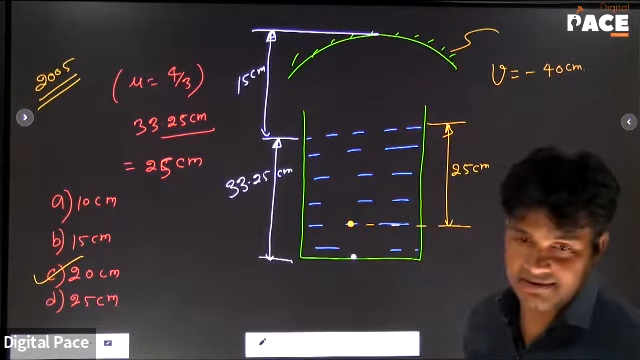 2005
(μ = 4/3)
33.25cm
= 25cm
a) 10cm
b) 15cm
c) 20cm
d) 25cm
15cm
33.25cm
25cm
υ = - 40cm.
Digital
PACE
Digital Pace